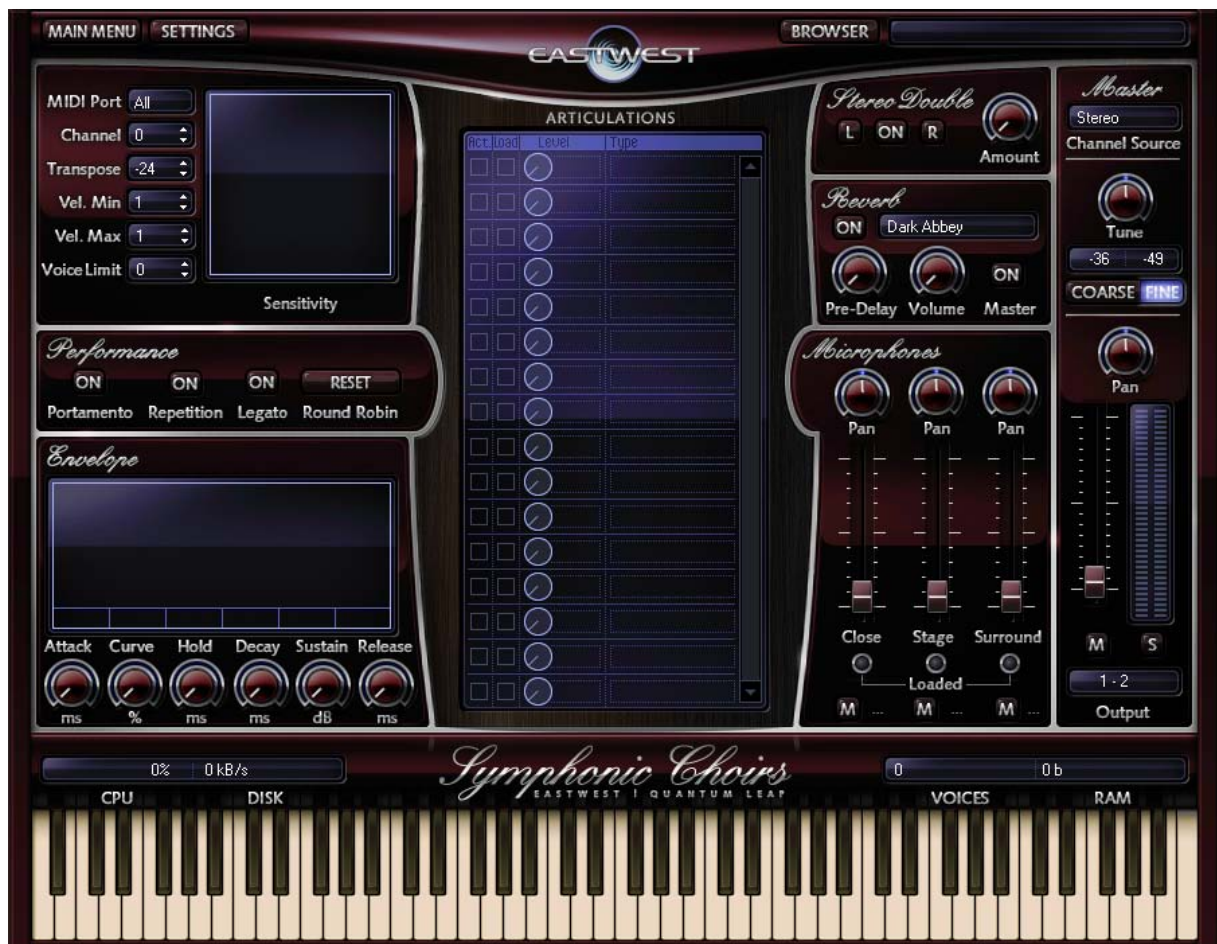 MAIN MENU SETTINGS
BROWSER
EASTWEST
MIDI Port All
Channel 0
Transpose -24
Vel. Min 1
Vel. Max 1
Voice Limit 0
Sensitivity
Performance
ON ON ON RESET
Portamento Repetition Legato Round Robin
Envelope
Attack Curve Hold Decay Sustain Release
ms % ms ms dB ms
ARTICULATIONS
Act. Load Level Type
Stereo Double
L ON R
Amount
Reverb
ON Dark Abbey
ON
Pre-Delay Volume Master
Microphones
Pan Pan Pan
Close Stage Surround
Loaded
M ... M ... M ...
Master
Stereo
Channel Source
Tune
-36 -49
COARSE FINE
Pan
M S
1 - 2
Output
0% 0 kB/s
CPU DISK
Symphonic Choirs
EASTWEST | QUANTUM LEAP
0 0 b
VOICES RAM